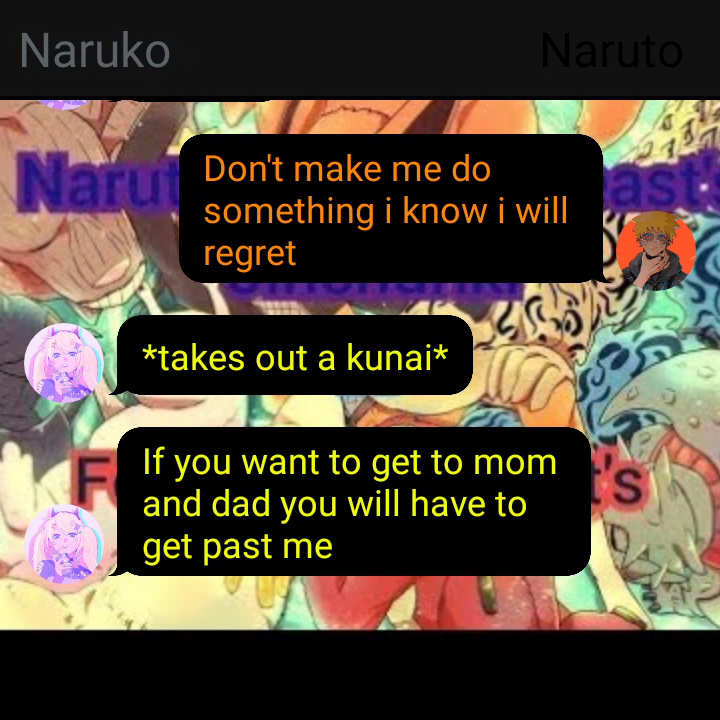 Naruko
Naruto
Don't make me do
something i know i will
regret
*takes out a kunai*
If you want to get to mom
and dad you will have to
get past me